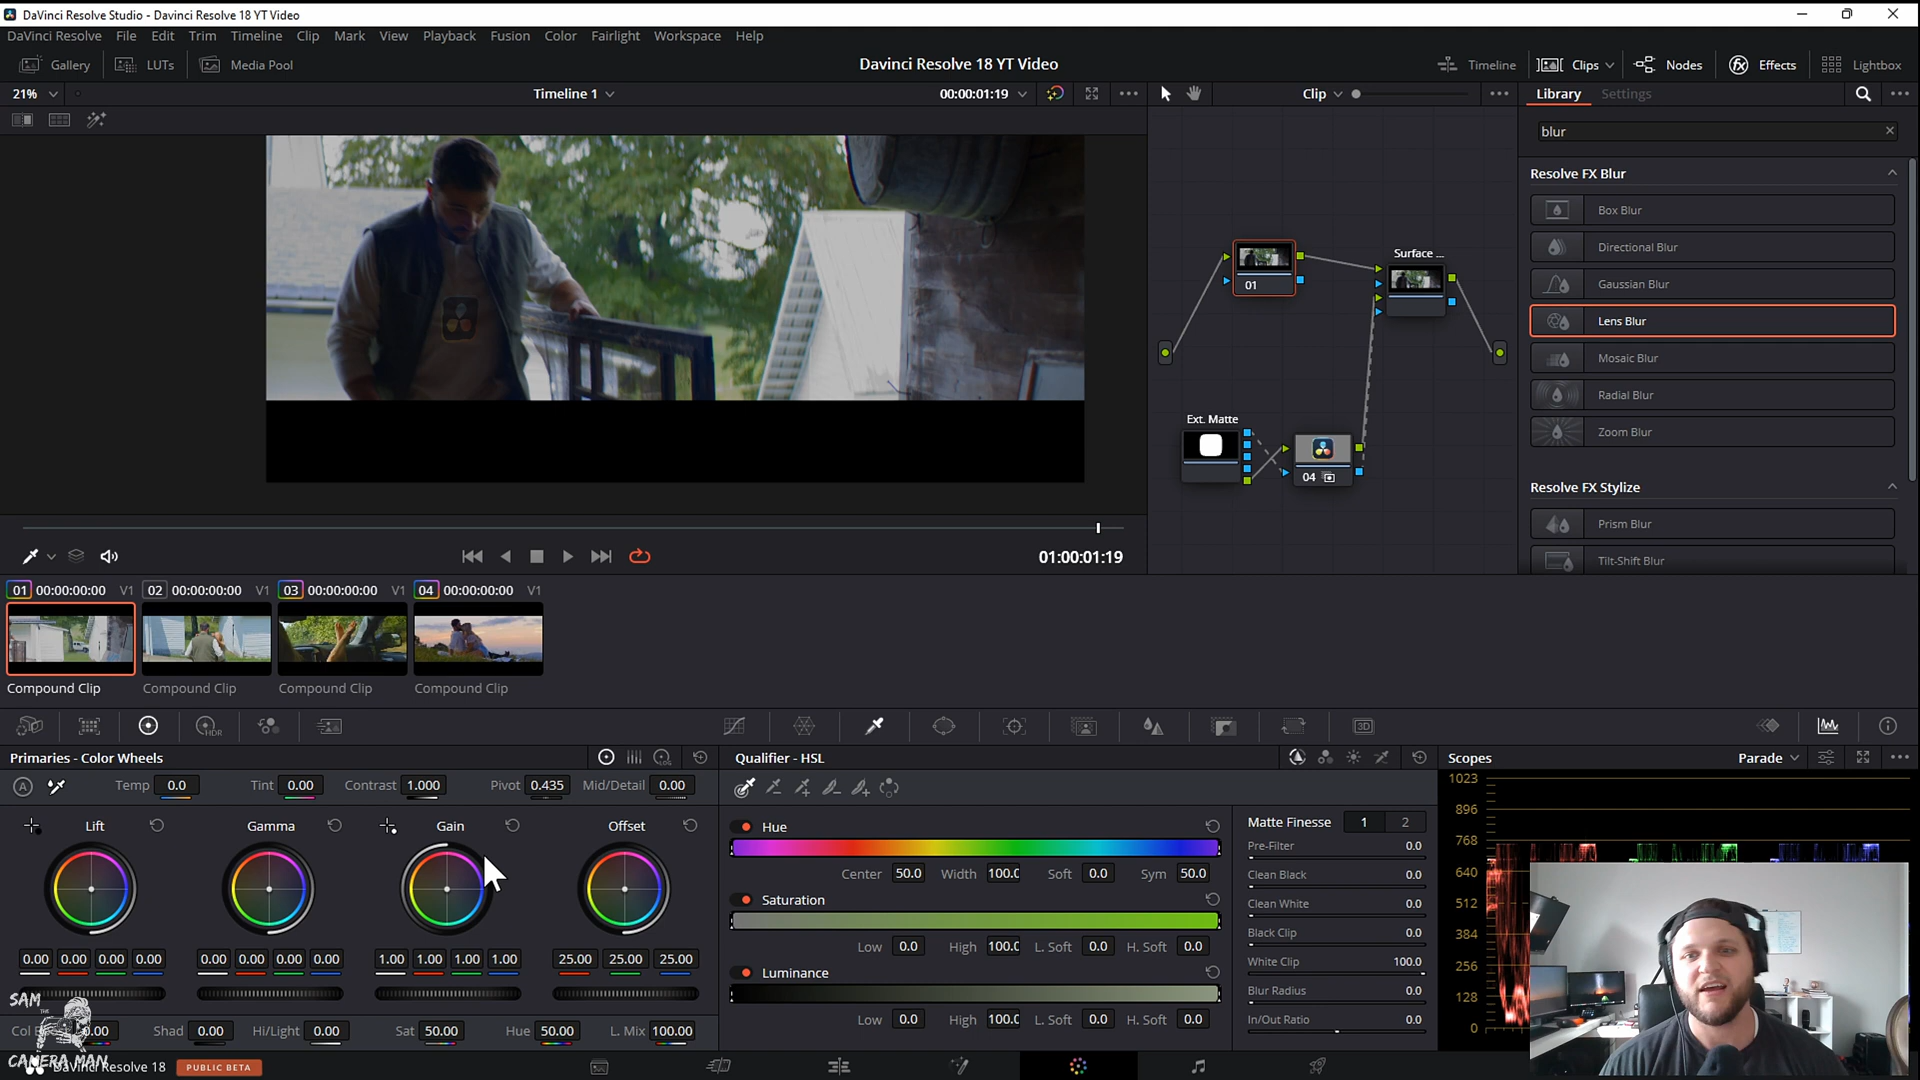 DaVinci Resolve Studio - Davinci Resolve 18 YT Video
DaVinci Resolve File Edit Trim Timeline Clip Mark View Playback Fusion Color Fairlight Workspace Help
Gallery LUTs Media Pool Davinci Resolve 18 YT Video Timeline Clips Nodes Effects Lightbox
21% Timeline 1 00:00:01:19 Clip Library Settings
blur
Resolve FX Blur
Box Blur
Directional Blur
Gaussian Blur
Lens Blur
Mosaic Blur
Radial Blur
Zoom Blur
Resolve FX Stylize
Prism Blur
Tilt-Shift Blur
Surface ...
01
Ext. Matte
04
01:00:01:19
01 00:00:00:00 V1 02 00:00:00:00 V1 03 00:00:00:00 V1 04 00:00:00:00 V1
Compound Clip Compound Clip Compound Clip Compound Clip
HDR
3D
Primaries - Color Wheels LOG Qualifier - HSL Scopes Parade
A Temp 0.0 Tint 0.00 Contrast 1.000 Pivot 0.435 Mid/Detail 0.00
Lift Gamma Gain Offset
0.00 0.00 0.00 0.00 0.00 0.00 0.00 0.00 1.00 1.00 1.00 1.00 25.00 25.00 25.00
0.00 Shad 0.00 Hi/Light 0.00 Sat 50.00 Hue 50.00 L. Mix 100.00
Hue
Center 50.0 Width 100.0 Soft 0.0 Sym 50.0
Saturation
Low 0.0 High 100.0 L. Soft 0.0 H. Soft 0.0
Luminance
Low 0.0 High 100.0 L. Soft 0.0 H. Soft 0.0
Matte Finesse 1 2
Pre-Filter 0.0
Clean Black 0.0
Clean White 0.0
Black Clip 0.0
White Clip 100.0
Blur Radius 0.0
In/Out Ratio 0.0
1023
896
768
640
512
384
256
128
0
SAM THE
CAMERA MAN
DaVinci Resolve 18 PUBLIC BETA